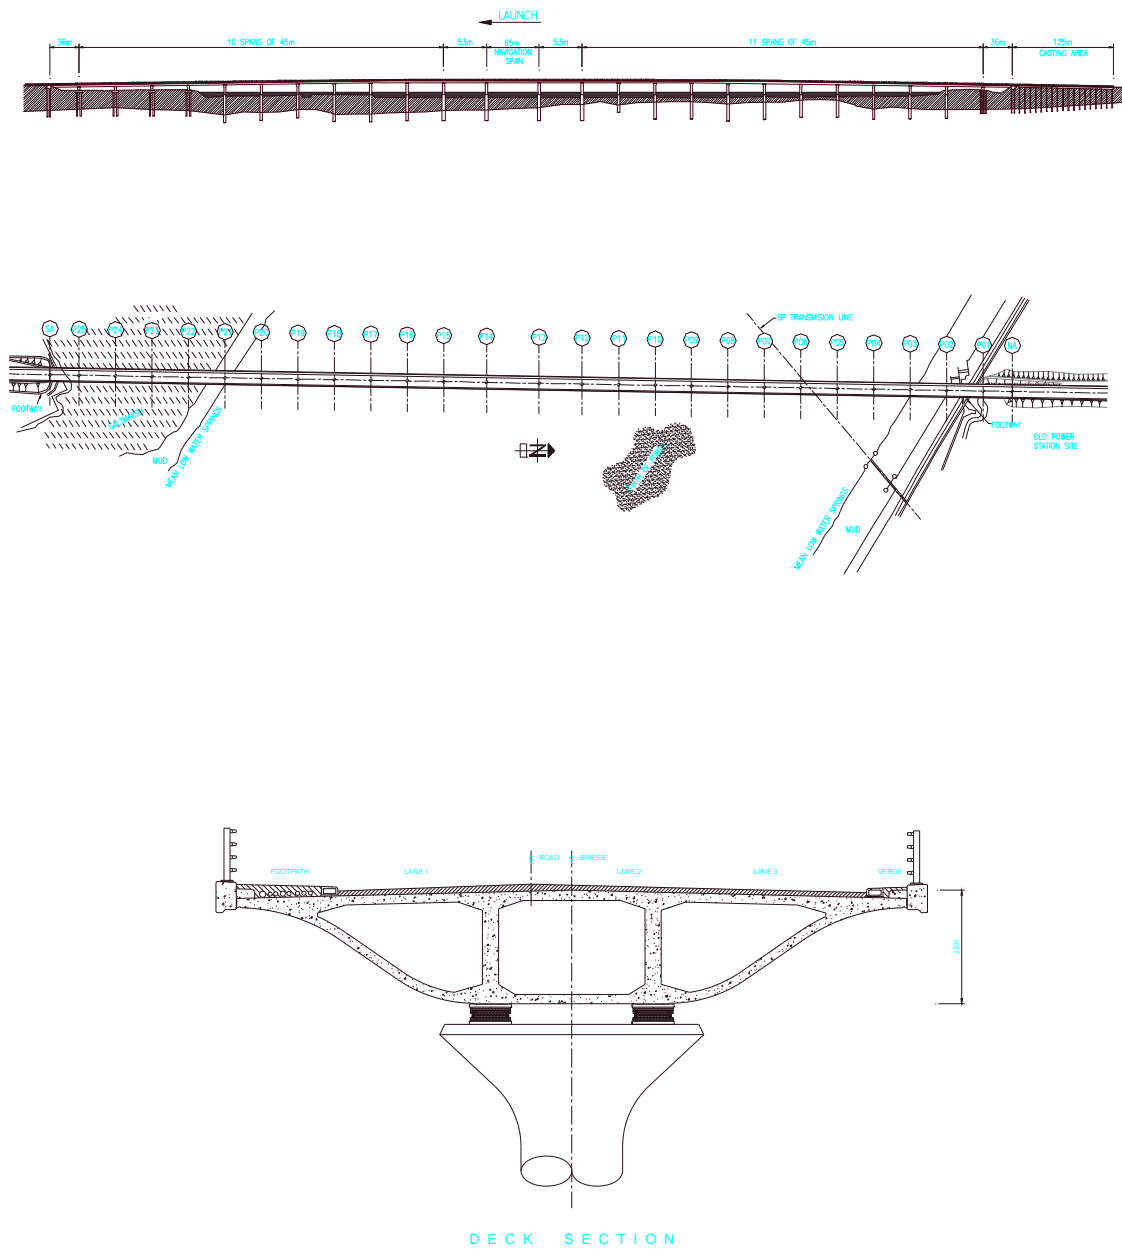 LAUNCH
36m
10 SPANS OF 45m
53m
65m
NAVIGATION
SPAN
53m
11 SPANS OF 45m
36m
125m
CASTING AREA
SP TRANSMISION LINE
SA
P25
P24
P23
P22
P21
P20
P19
P18
P17
P16
P15
P14
P13
P12
P11
P10
P09
P08
P07
P06
P05
P04
P03
P01
NA
FOOTWAY
MUD
MEAN LOW WATER SPRINGS
N
FOOTWAY
OLD POWER
STATION SITE
MEAN LOW WATER SPRINGS
MUD
ROAD
BRIDGE
FOOTPATH
LANE 1
LANE 2
LANE 3
VERGE
DECK SECTION